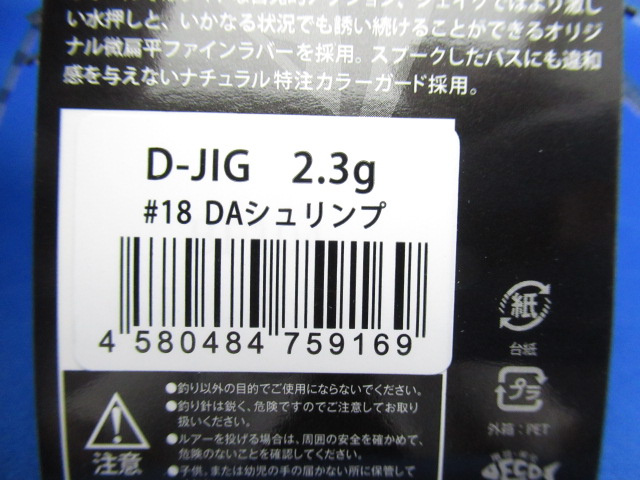 い水押しと、いかなる状況でも誘い続けることができるオリジ
ナル微扁平ファインラバーを採用。スプークしたバスにも違和
感を与えないナチュラル特注カラーガード採用。
D-JIG 2.3g
#18 DAシュリンプ
4 580484 759169
紙
台紙
プラ
外箱：PET
注意
●釣り以外の目的でご使用にならないでください。
●釣り針は鋭く、危険ですのでご注意してお取り
扱いください。
●ルアーを投げる場合は、周囲の安全を確かめて、
危険のないことを確認してください。
●子供、または幼児の手の届かない所に保管して
ECO